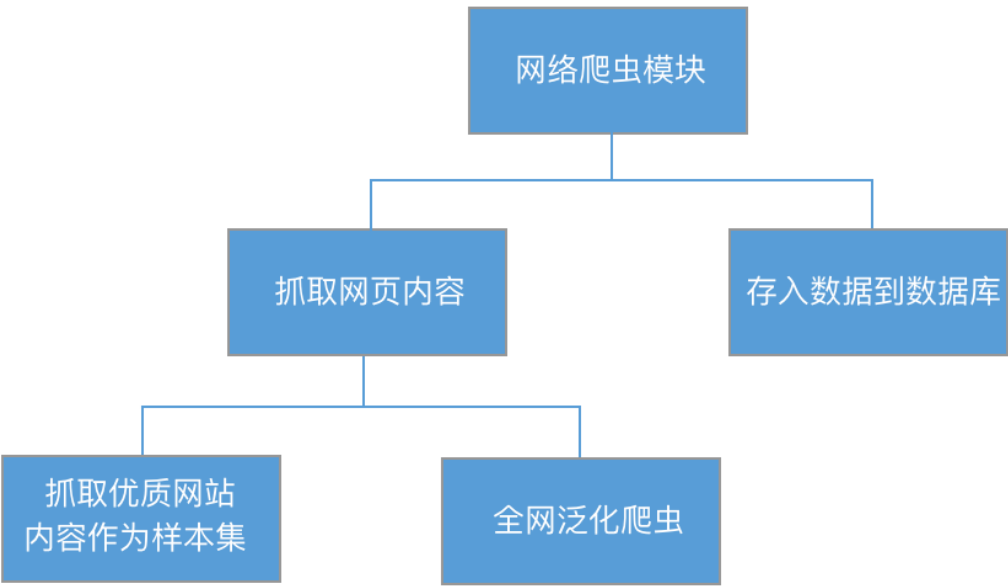 网络爬虫模块
抓取网页内容
存入数据到数据库
抓取优质网站
内容作为样本集
全网泛化爬虫